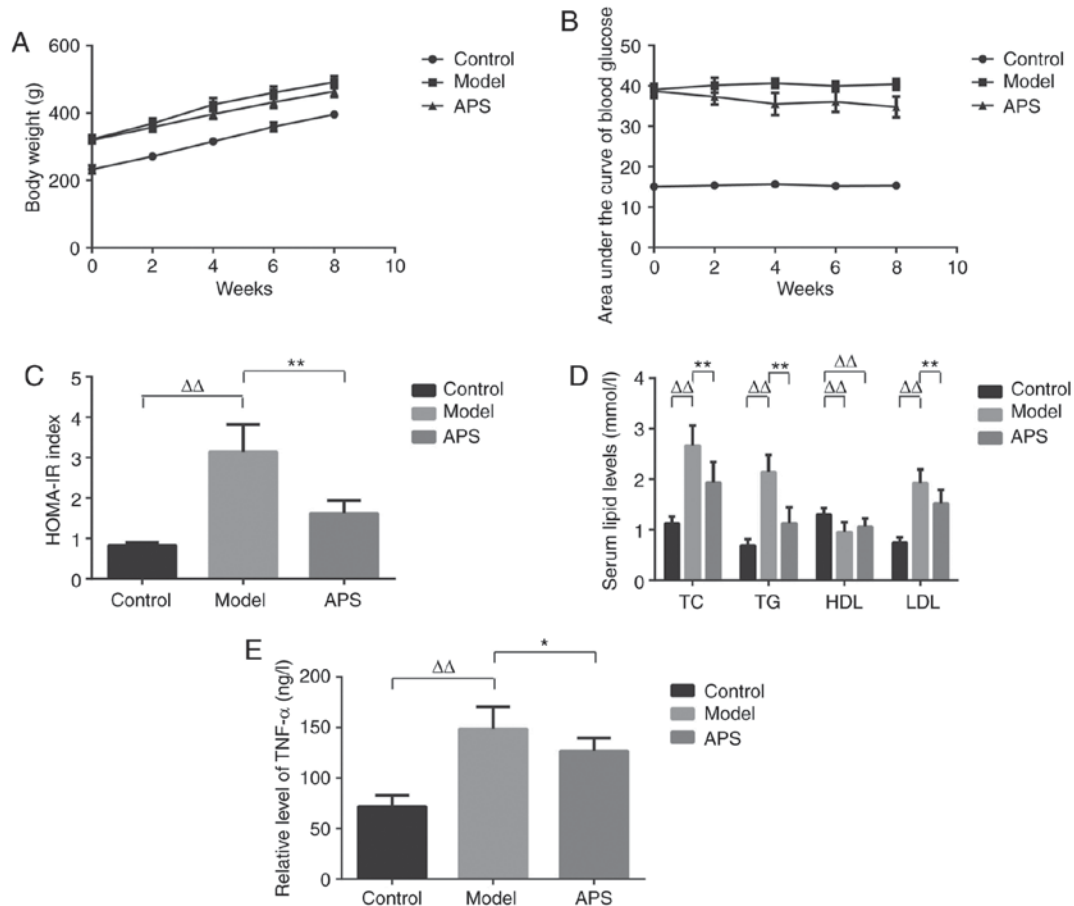 A
Body weight (g)
600
400
200
0
0 2 4 6 8 10
Weeks
Control
Model
APS
B
Area under the curve of blood glucose
50
40
30
20
10
0
0 2 4 6 8 10
Weeks
Control
Model
APS
C
HOMA-IR index
5
4
3
2
1
0
ΔΔ
**
Control Model APS
Control
Model
APS
D
Serum lipid levels (mmol/l)
4
3
2
1
0
ΔΔ ** ΔΔ ** ΔΔ ΔΔ ΔΔ **
TC TG HDL LDL
Control
Model
APS
E
Relative level of TNF-α (ng/l)
200
150
100
50
0
ΔΔ
*
Control Model APS
Control
Model
APS